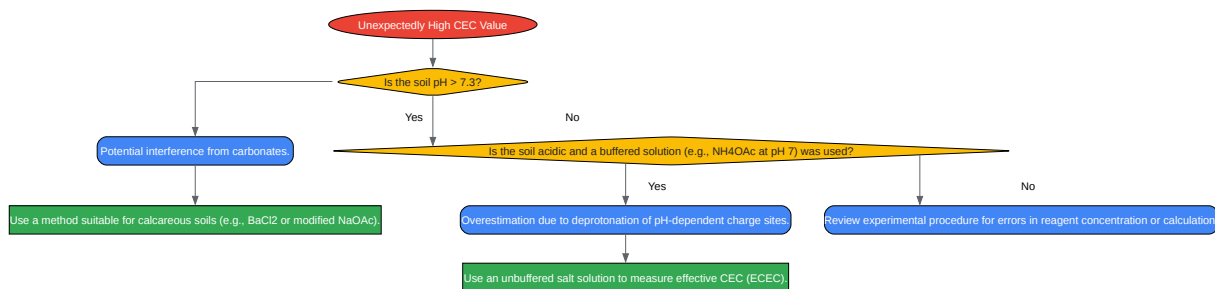 Unexpectedly High CEC Value
Is the soil pH > 7.3?
Yes
No
Potential interference from carbonates.
Is the soil acidic and a buffered solution (e.g., NH4OAc at pH 7) was used?
Yes
No
Use a method suitable for calcareous soils (e.g., BaCl2 or modified NaOAc).
Overestimation due to deprotonation of pH-dependent charge sites.
Review experimental procedure for errors in reagent concentration or calculation
Use an unbuffered salt solution to measure effective CEC (ECEC).